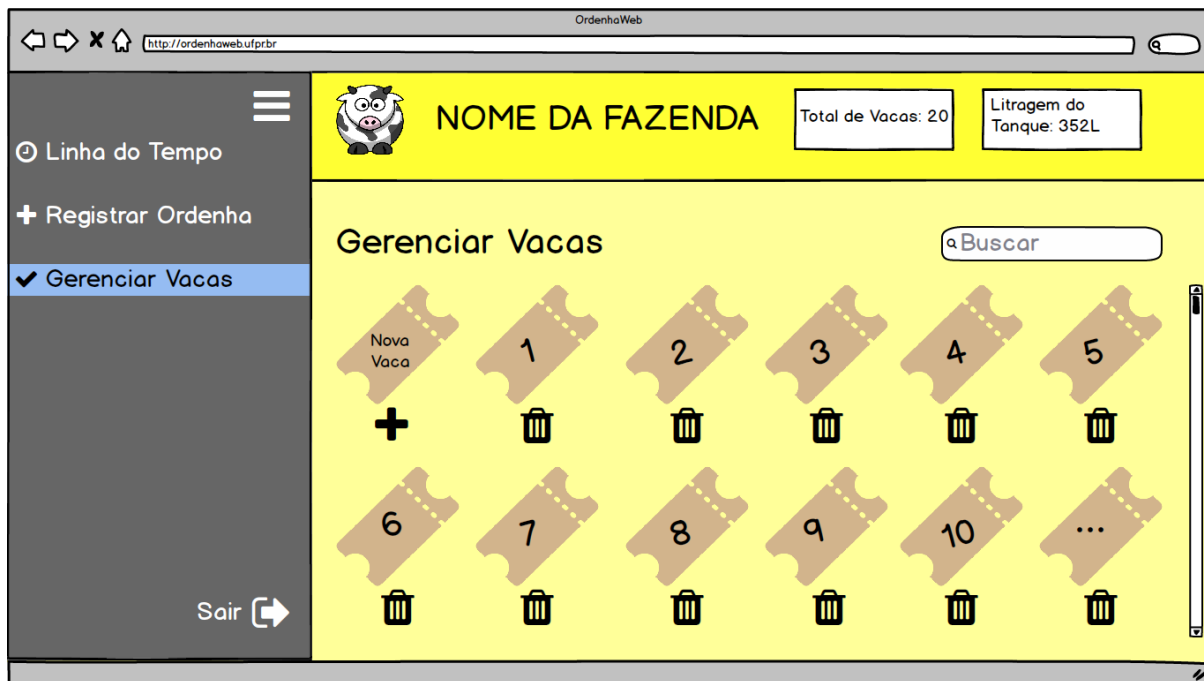 OrdenhaWeb
http://ordenhaweb.ufpr.br
Linha do Tempo
Registrar Ordenha
Gerenciar Vacas
Sair
NOME DA FAZENDA
Total de Vacas: 20
Litragem do
Tanque: 352L
Gerenciar Vacas
Buscar
Nova
Vaca
1
2
3
4
5
6
7
8
9
10
...